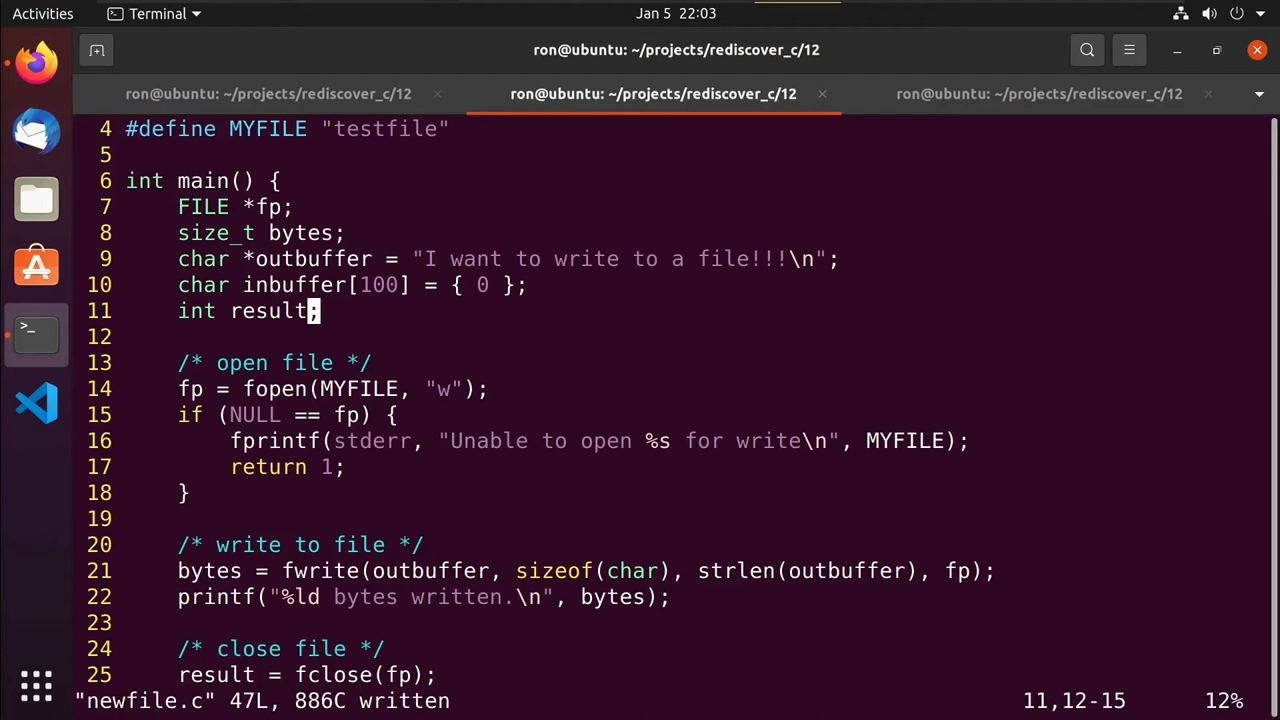 Activities Terminal Jan 5 22:03
ron@ubuntu: ~/projects/rediscover_c/12
ron@ubuntu: ~/projects/rediscover_c/12 ron@ubuntu: ~/projects/rediscover_c/12 ron@ubuntu: ~/projects/rediscover_c/12
4 #define MYFILE "testfile"
5
6 int main() {
7     FILE *fp;
8     size_t bytes;
9     char *outbuffer = "I want to write to a file!!!\n";
10     char inbuffer[100] = { 0 };
11     int result;
12
13     /* open file */
14     fp = fopen(MYFILE, "w");
15     if (NULL == fp) {
16         fprintf(stderr, "Unable to open %s for write\n", MYFILE);
17         return 1;
18     }
19
20     /* write to file */
21     bytes = fwrite(outbuffer, sizeof(char), strlen(outbuffer), fp);
22     printf("%ld bytes written.\n", bytes);
23
24     /* close file */
25     result = fclose(fp);
"newfile.c" 47L, 886C written 11,12-15 12%